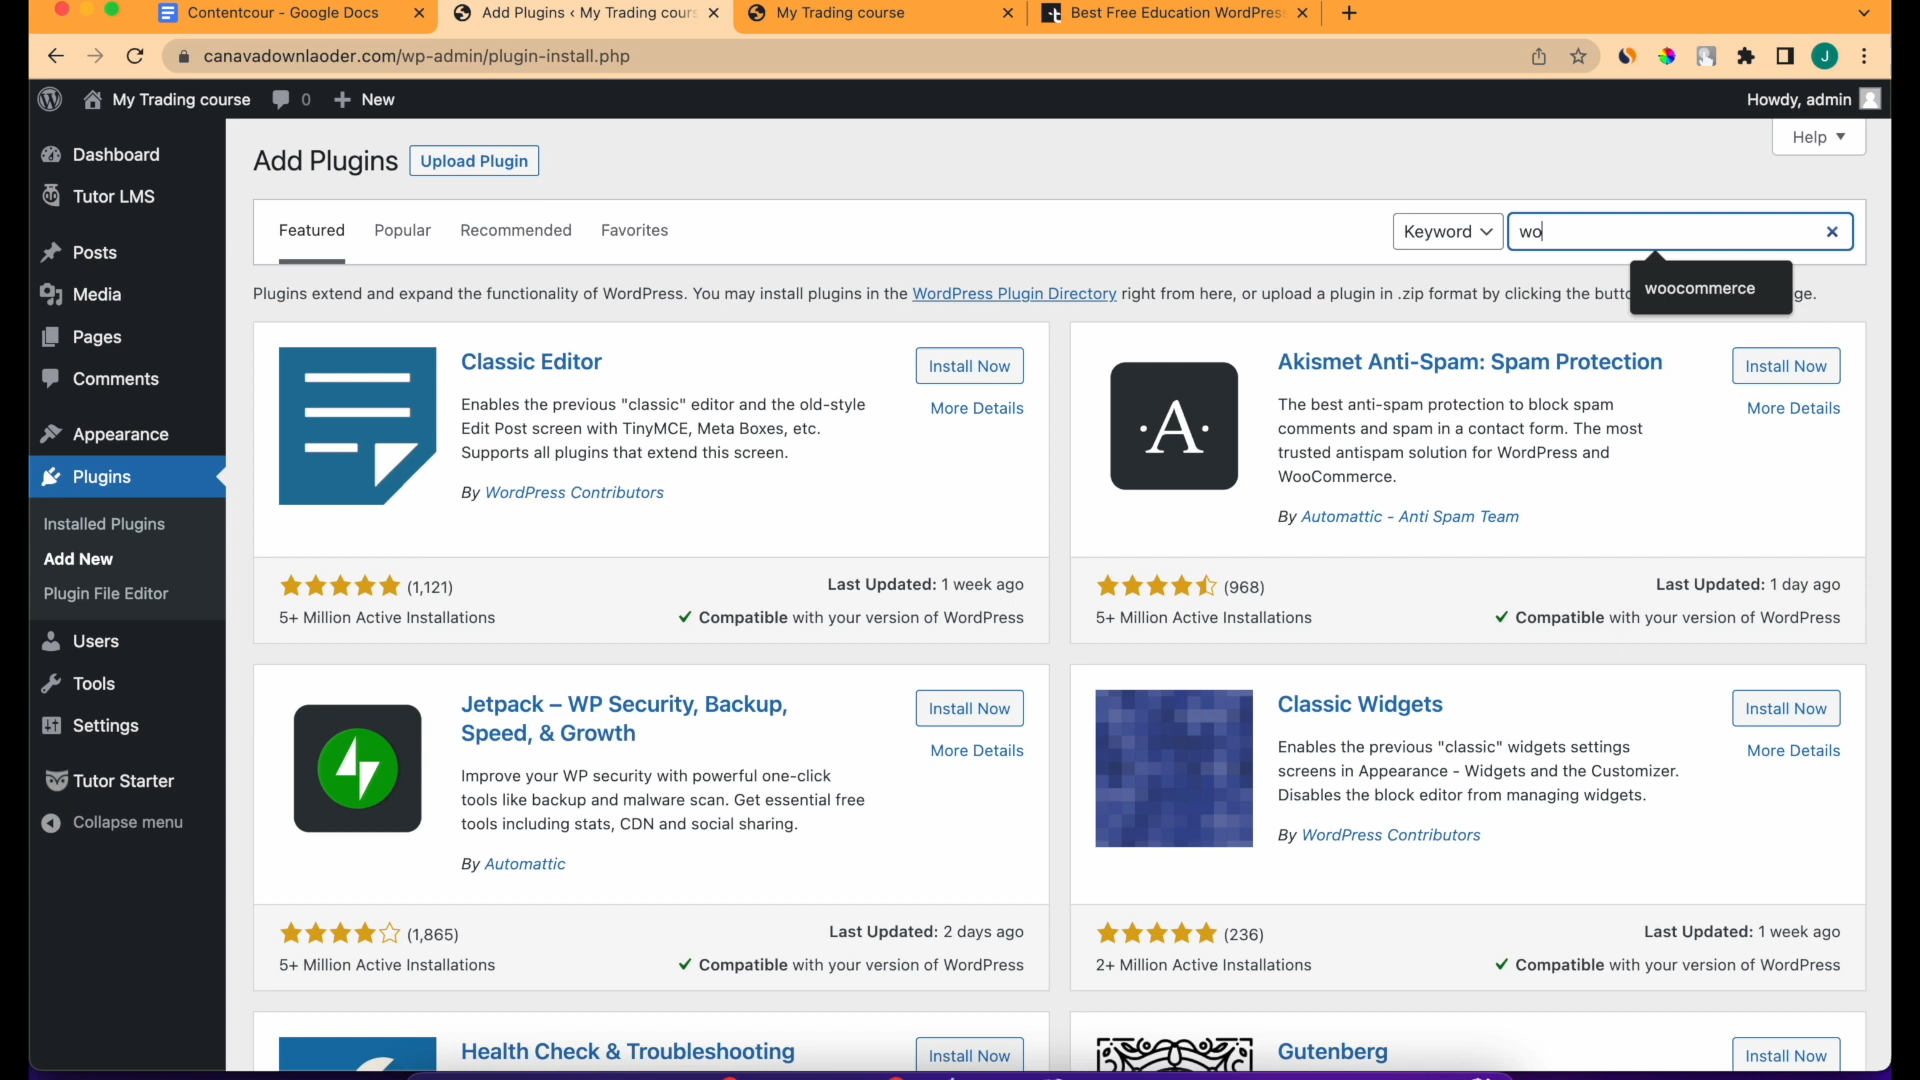 Contentcour - Google Docs
Add Plugins ‹ My Trading cours
My Trading course
Best Free Education WordPress
canavadownlaoder.com/wp-admin/plugin-install.php
J
My Trading course
0
New
Howdy, admin
Dashboard
Tutor LMS
Posts
Media
Pages
Comments
Appearance
Plugins
Installed Plugins
Add New
Plugin File Editor
Users
Tools
Settings
Tutor Starter
Collapse menu
Help
Add Plugins
Upload Plugin
Featured
Popular
Recommended
Favorites
Keyword
wo
woocommerce
Plugins extend and expand the functionality of WordPress. You may install plugins in the WordPress Plugin Directory right from here, or upload a plugin in .zip format by clicking the butto ge.
Classic Editor
Install Now
More Details
Enables the previous "classic" editor and the old-style
Edit Post screen with TinyMCE, Meta Boxes, etc.
Supports all plugins that extend this screen.
By WordPress Contributors
(1,121)
Last Updated: 1 week ago
5+ Million Active Installations
Compatible with your version of WordPress
A
Akismet Anti-Spam: Spam Protection
Install Now
More Details
The best anti-spam protection to block spam
comments and spam in a contact form. The most
trusted antispam solution for WordPress and
WooCommerce.
By Automattic - Anti Spam Team
(968)
Last Updated: 1 day ago
5+ Million Active Installations
Compatible with your version of WordPress
Jetpack – WP Security, Backup,
Speed, & Growth
Install Now
More Details
Improve your WP security with powerful one-click
tools like backup and malware scan. Get essential free
tools including stats, CDN and social sharing.
By Automattic
(1,865)
Last Updated: 2 days ago
5+ Million Active Installations
Compatible with your version of WordPress
Classic Widgets
Install Now
More Details
Enables the previous "classic" widgets settings
screens in Appearance - Widgets and the Customizer.
Disables the block editor from managing widgets.
By WordPress Contributors
(236)
Last Updated: 1 week ago
2+ Million Active Installations
Compatible with your version of WordPress
Health Check & Troubleshooting
Install Now
Gutenberg
Install Now